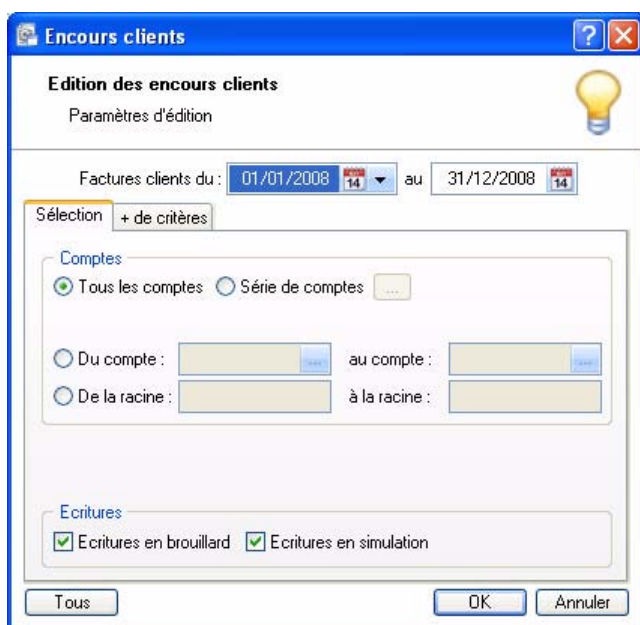 Encours clients
Edition des encours clients
Paramètres d'édition
Factures clients du : 01/01/2008 14 au 31/12/2008 14
Sélection + de critères
Comptes
Tous les comptes Série de comptes ...
Du compte : ... au compte : ...
De la racine : à la racine :
Ecritures
Ecritures en brouillard Ecritures en simulation
Tous OK Annuler